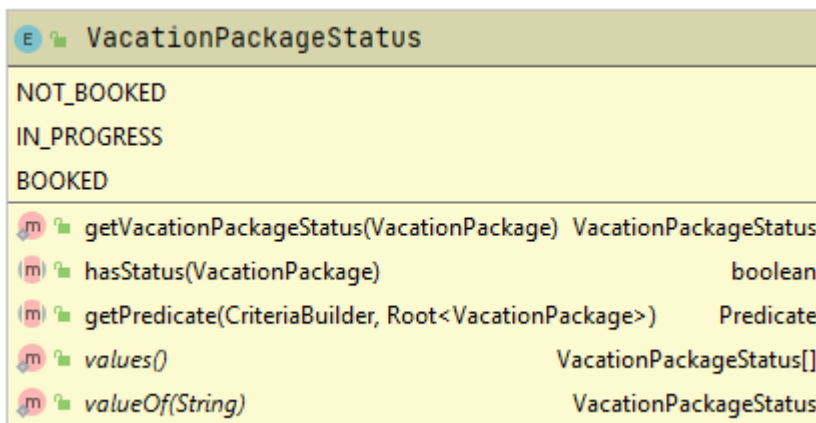 E VacationPackageStatus
NOT_BOOKED
IN_PROGRESS
BOOKED
m getVacationPackageStatus(VacationPackage) VacationPackageStatus
(m) hasStatus(VacationPackage) boolean
(m) getPredicate(CriteriaBuilder, Root<VacationPackage>) Predicate
m values() VacationPackageStatus[]
m valueOf(String) VacationPackageStatus